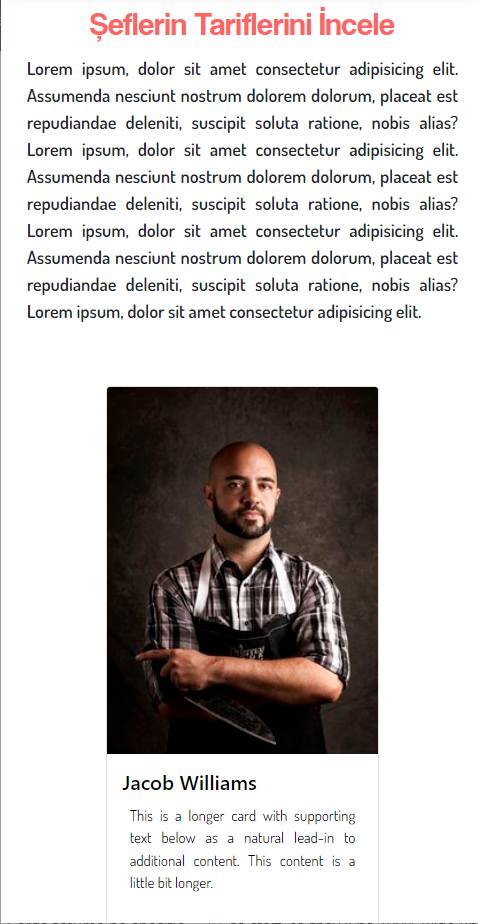 Şeflerin Tariflerini İncele
Lorem ipsum, dolor sit amet consectetur adipisicing elit.
Assumenda nesciunt nostrum dolorem dolorum, placeat est
repudiandae deleniti, suscipit soluta ratione, nobis alias?
Lorem ipsum, dolor sit amet consectetur adipisicing elit.
Assumenda nesciunt nostrum dolorem dolorum, placeat est
repudiandae deleniti, suscipit soluta ratione, nobis alias?
Lorem ipsum, dolor sit amet consectetur adipisicing elit.
Assumenda nesciunt nostrum dolorem dolorum, placeat est
repudiandae deleniti, suscipit soluta ratione, nobis alias?
Lorem ipsum, dolor sit amet consectetur adipisicing elit.
Jacob Williams
This is a longer card with supporting
text below as a natural lead-in to
additional content. This content is a
little bit longer.